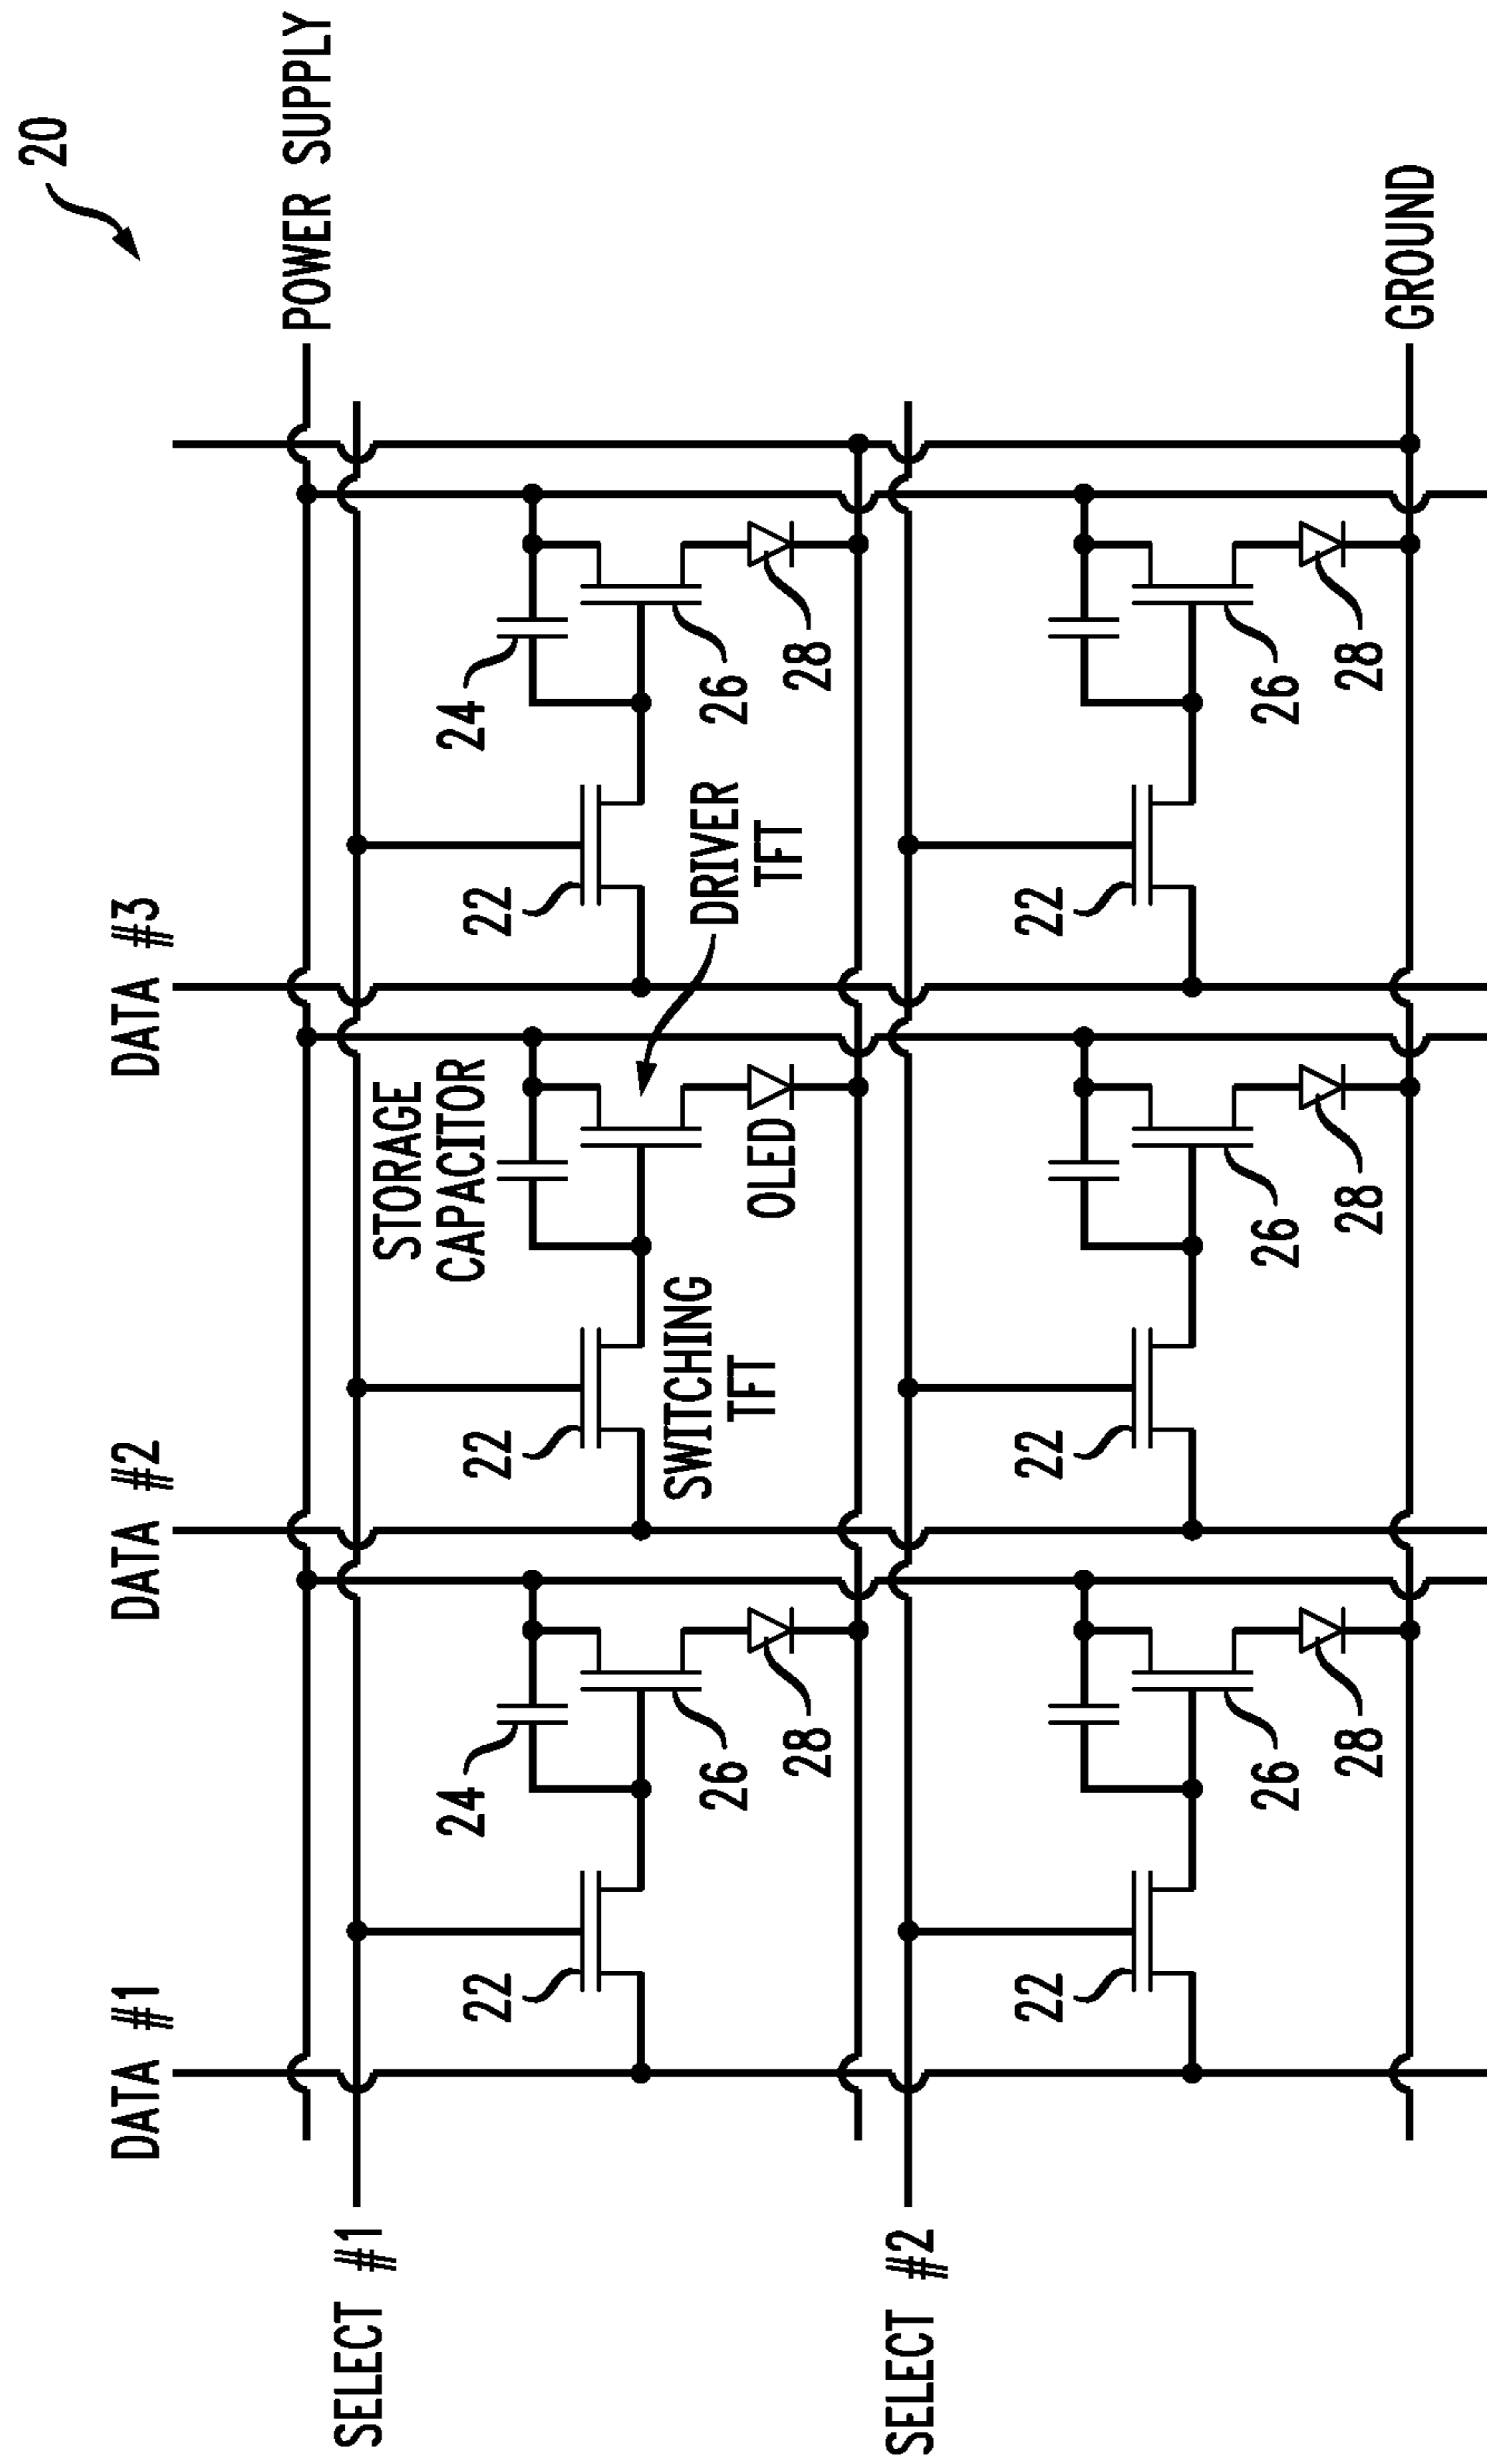 20
DATA #1
DATA #2
DATA #3
POWER SUPPLY
SELECT #1
STORAGE
CAPACITOR
24
24
22
22
22
SWITCHING
TFT
DRIVER
TFT
26
26
OLED
28
28
SELECT #2
22
22
22
26
26
26
28
28
28
GROUND